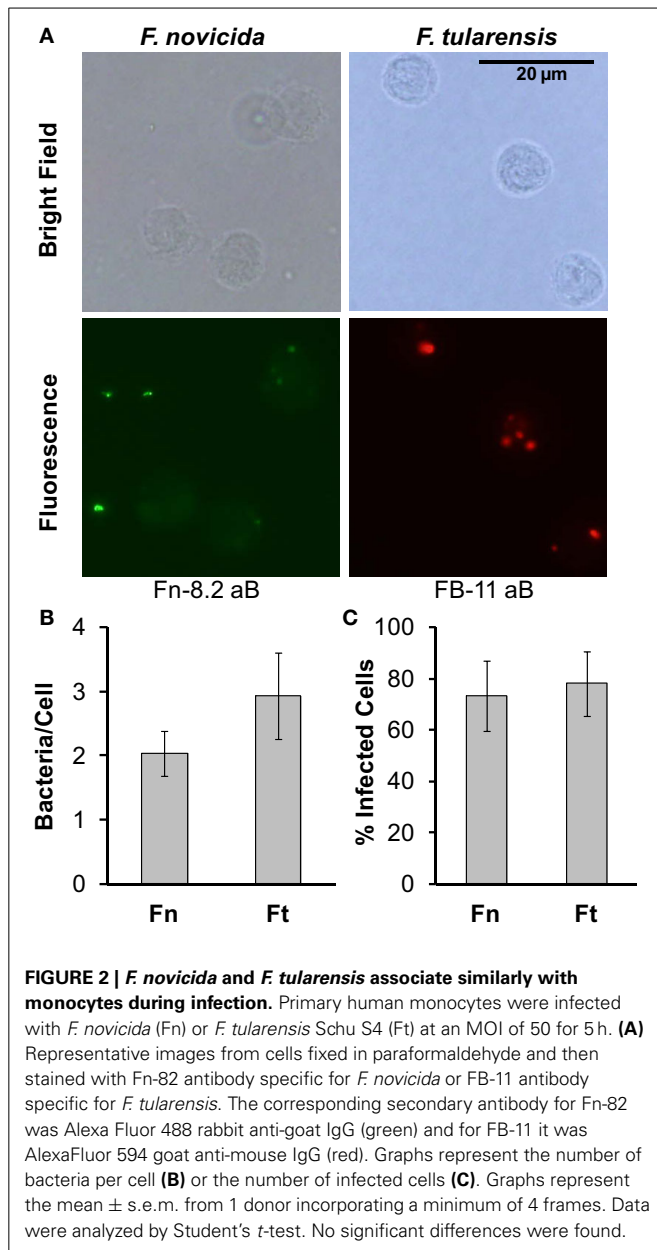 A
F. novicida
F. tularensis
20 µm
Bright Field
Fluorescence
Fn-8.2 aB
FB-11 aB
B
4
3
2
1
0
Bacteria/Cell
Fn
Ft
C
100
80
60
40
20
0
% Infected Cells
Fn
Ft
FIGURE 2 | F. novicida and F. tularensis associate similarly with
monocytes during infection. Primary human monocytes were infected
with F. novicida (Fn) or F. tularensis Schu S4 (Ft) at an MOI of 50 for 5 h. (A)
Representative images from cells fixed in paraformaldehyde and then
stained with Fn-82 antibody specific for F. novicida or FB-11 antibody
specific for F. tularensis. The corresponding secondary antibody for Fn-82
was Alexa Fluor 488 rabbit anti-goat IgG (green) and for FB-11 it was
AlexaFluor 594 goat anti-mouse IgG (red). Graphs represent the number of
bacteria per cell (B) or the number of infected cells (C). Graphs represent
the mean ± s.e.m. from 1 donor incorporating a minimum of 4 frames. Data
were analyzed by Student's t-test. No significant differences were found.